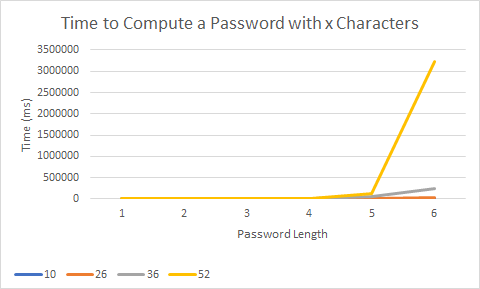 Time to Compute a Password with x Characters
3500000
3000000
2500000
2000000
1500000
1000000
500000
0
Time (ms)
1 2 3 4 5 6
Password Length
10 26 36 52